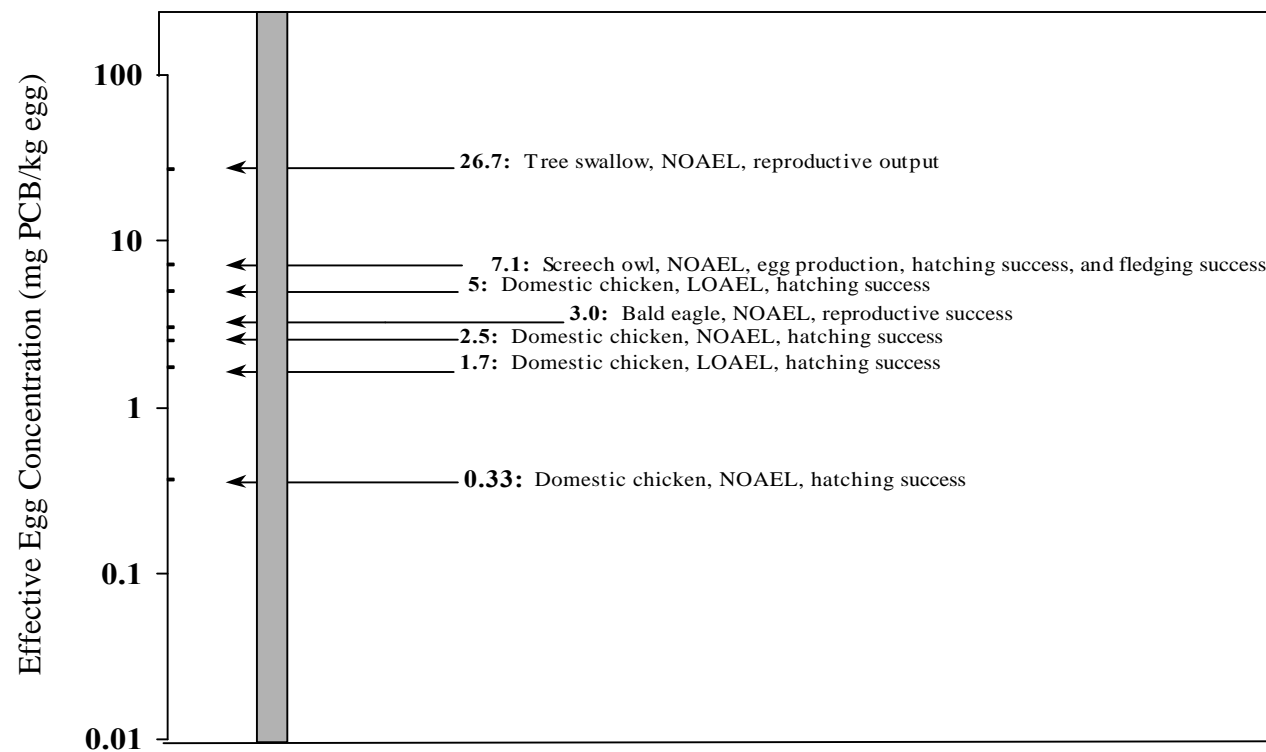 Effective Egg Concentration (mg PCB/kg egg)
100
26.7: Tree swallow, NOAEL, reproductive output
10
7.1: Screech owl, NOAEL, egg production, hatching success, and fledging success
5: Domestic chicken, LOAEL, hatching success
3.0: Bald eagle, NOAEL, reproductive success
2.5: Domestic chicken, NOAEL, hatching success
1.7: Domestic chicken, LOAEL, hatching success
1
0.33: Domestic chicken, NOAEL, hatching success
0.1
0.01